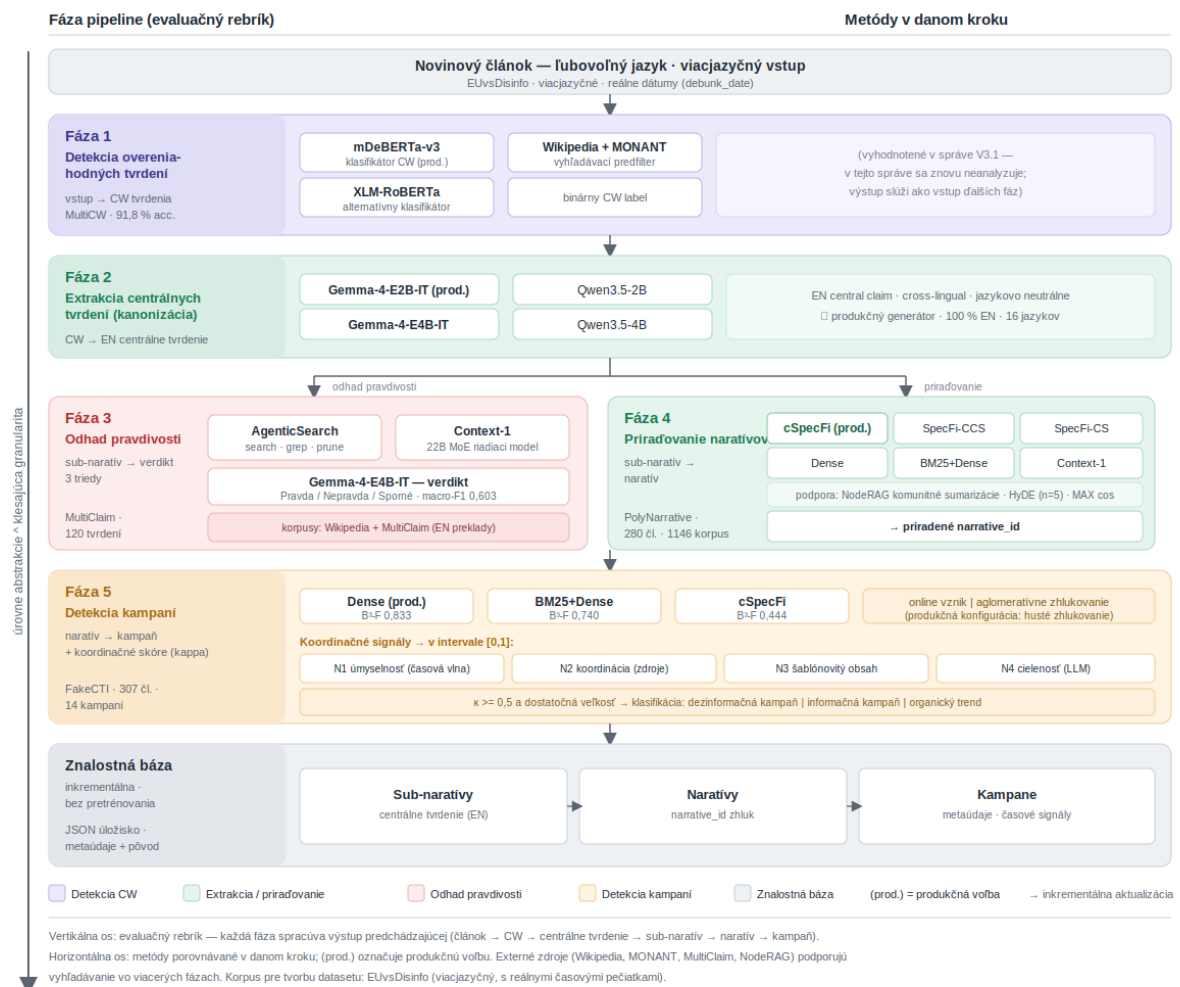 Fáza pipeline (evaluačný rebrík)
Metódy v danom kroku
Novinový článok — ľubovoľný jazyk · viacjazyčný vstup
EUvsDisinfo · viacjazyčné · reálne dátumy (debunk_date)
Fáza 1
Detekcia overenia-
hodných tvrdení
vstup → CW tvrdenia
MultiCW · 91,8 % acc.
mDeBERTa-v3
klasifikátor CW (prod.)
Wikipedia + MONANT
vyhľadávací predfilter
XLM-RoBERTa
alternatívny klasifikátor
binárny CW label
(vyhodnotené v správe V3.1 —
v tejto správe sa znovu neanalyzuje;
výstup slúži ako vstup ďalších fáz)
Fáza 2
Extrakcia centrálnych
tvrdení (kanonizácia)
CW → EN centrálne tvrdenie
Gemma-4-E2B-IT (prod.)
Qwen3.5-2B
Gemma-4-E4B-IT
Qwen3.5-4B
EN central claim · cross-lingual · jazykovo neutrálne
produkčný generátor · 100 % EN · 16 jazykov
odhad pravdivosti
priraďovanie
Fáza 3
Odhad pravdivosti
sub-naratív → verdikt
3 triedy
MultiClaim ·
120 tvrdení
AgenticSearch
search · grep · prune
Context-1
22B MoE riadiaci model
Gemma-4-E4B-IT — verdikt
Pravda / Nepravda / Sporné · macro-F1 0,603
korpusy: Wikipedia + MultiClaim (EN preklady)
Fáza 4
Priraďovanie naratívov
sub-naratív →
naratív
PolyNarrative ·
280 čl. · 1146 korpus
cSpecFi (prod.)
SpecFi-CCS
SpecFi-CS
Dense
BM25+Dense
Context-1
podpora: NodeRAG komunitné sumarizácie · HyDE (n=5) · MAX cos
→ priradené narrative_id
Fáza 5
Detekcia kampaní
naratív → kampaň
+ koordinačné skóre (kappa)
FakeCTI · 307 čl. ·
14 kampaní
Dense (prod.)
B³-F 0,833
BM25+Dense
B³-F 0,740
cSpecFi
B³-F 0,444
online vznik | aglomeratívne zhlukovanie
(produkčná konfigurácia: husté zhlukovanie)
Koordinačné signály → v intervale [0,1]:
N1 úmyselnosť (časová vlna)
N2 koordinácia (zdroje)
N3 šablónovitý obsah
N4 cielenosť (LLM)
κ >= 0,5 a dostatočná veľkosť → klasifikácia: dezinformačná kampaň | informačná kampaň | organický trend
Znalostná báza
inkrementálna ·
bez pretrénovania
JSON úložisko ·
metaúdaje + pôvod
Sub-naratívy
centrálne tvrdenie (EN)
Naratívy
narrative_id zhluk
Kampane
metaúdaje · časové signály
úrovne abstrakcie ^ klesajúca granularita
Detekcia CW
Extrakcia / priraďovanie
Odhad pravdivosti
Detekcia kampaní
Znalostná báza
(prod.) = produkčná voľba
→ inkrementálna aktualizácia
Vertikálna os: evaluačný rebrík — každá fáza spracúva výstup predchádzajúcej (článok → CW → centrálne tvrdenie → sub-naratív → naratív → kampaň).
Horizontálna os: metódy porovnávané v danom kroku; (prod.) označuje produkčnú voľbu. Externé zdroje (Wikipedia, MONANT, MultiClaim, NodeRAG) podporujú
vyhľadávanie vo viacerých fázach. Korpus pre tvorbu datasetu: EUvsDisinfo (viacjazyčný, s reálnymi časovými pečiatkami).